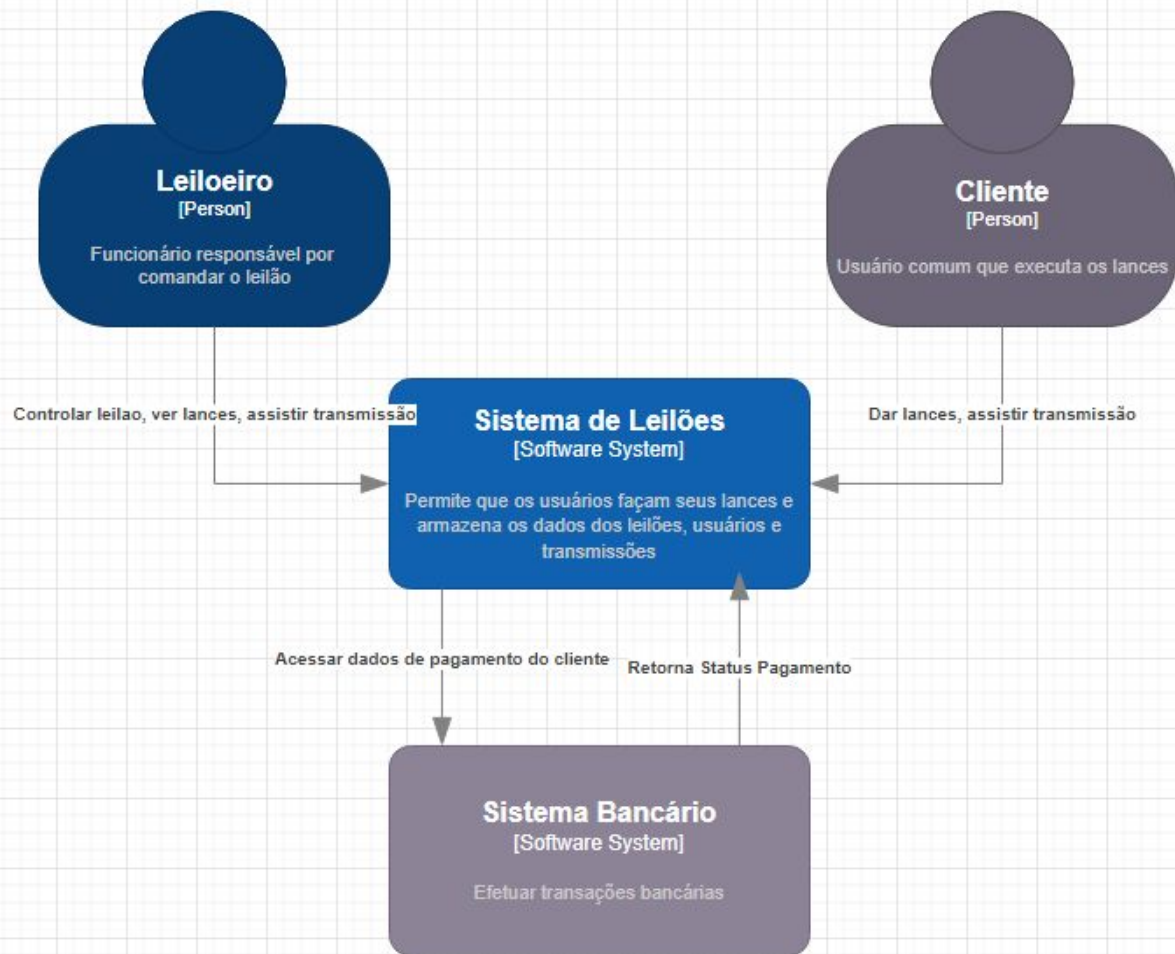 Leiloeiro
[Person]
Funcionário responsável por
comandar o leilão
Cliente
[Person]
Usuário comum que executa os lances
Controlar leilao, ver lances, assistir transmissão
Dar lances, assistir transmissão
Sistema de Leilões
[Software System]
Permite que os usuários façam seus lances e
armazena os dados dos leilões, usuários e
transmissões
Acessar dados de pagamento do cliente
Retorna Status Pagamento
Sistema Bancário
[Software System]
Efetuar transações bancárias